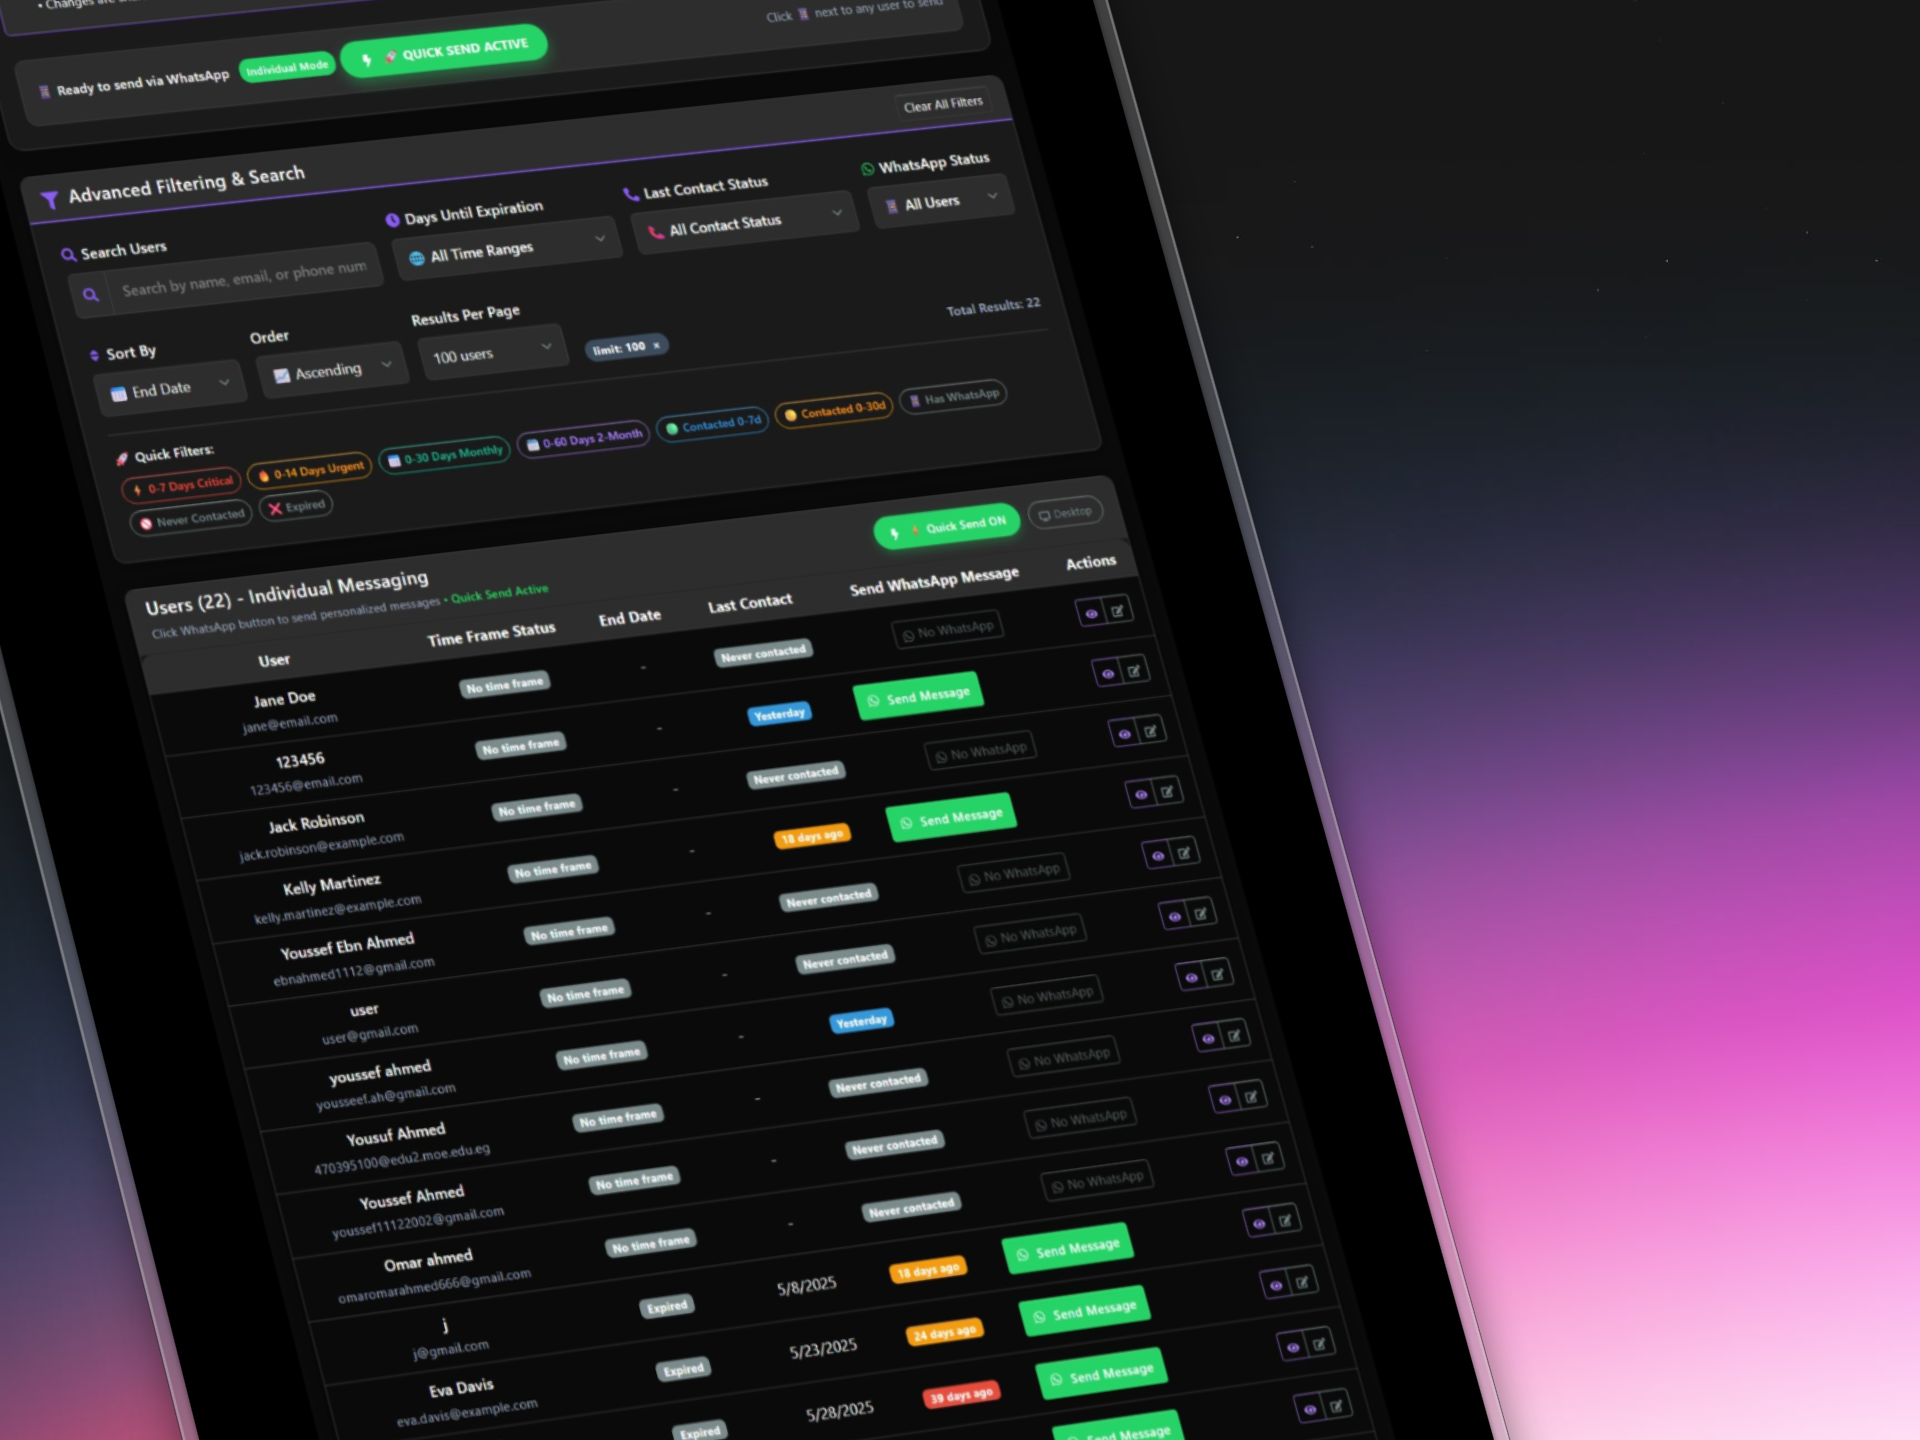 • Changes are
Ready to send via WhatsApp Individual Mode QUICK SEND ACTIVE
Click next to any user to send
Clear All Filters
Advanced Filtering & Search
Search Users
Search by name, email, or phone num
Days Until Expiration
All Time Ranges
Last Contact Status
All Contact Status
WhatsApp Status
All Users
Sort By
End Date
Order
Ascending
Results Per Page
100 users
limit: 100 ×
Total Results: 22
Quick Filters:
0-7 Days Critical
0-14 Days Urgent
0-30 Days Monthly
0-60 Days 2-Month
Contacted 0-7d
Contacted 0-30d
Has WhatsApp
Never Contacted
Expired
Users (22) - Individual Messaging
Click WhatsApp button to send personalized messages • Quick Send Active
Quick Send ON
Desktop
User Time Frame Status End Date Last Contact Send WhatsApp Message Actions
Jane Doe
jane@email.com
No time frame - Never contacted No WhatsApp
123456
123456@email.com
No time frame - Yesterday Send Message
Jack Robinson
jack.robinson@example.com
No time frame - Never contacted No WhatsApp
Kelly Martinez
kelly.martinez@example.com
No time frame - 18 days ago Send Message
Youssef Ebn Ahmed
ebnahmed1112@gmail.com
No time frame - Never contacted No WhatsApp
user
user@gmail.com
No time frame - Never contacted No WhatsApp
youssef ahmed
yousseef.ah@gmail.com
No time frame - Yesterday No WhatsApp
Yousuf Ahmed
470395100@edu2.moe.edu.eg
No time frame - Never contacted No WhatsApp
Youssef Ahmed
youssef11122002@gmail.com
No time frame - Never contacted No WhatsApp
Omar ahmed
omaromarahmed666@gmail.com
No time frame - Never contacted No WhatsApp
j
j@gmail.com
Expired 5/8/2025 18 days ago Send Message
Eva Davis
eva.davis@example.com
Expired 5/23/2025 24 days ago Send Message
Expired 5/28/2025 39 days ago Send Message
Send Message